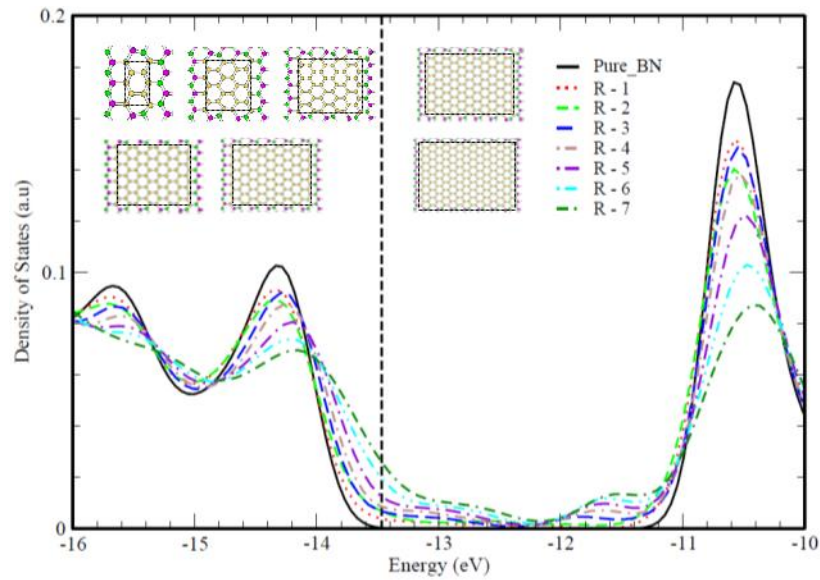 0.2
0.1
0
Density of States (a.u)
Pure_BN
R - 1
R - 2
R - 3
R - 4
R - 5
R - 6
R - 7
-16 -15 -14 -13 -12 -11 -10
Energy (eV)